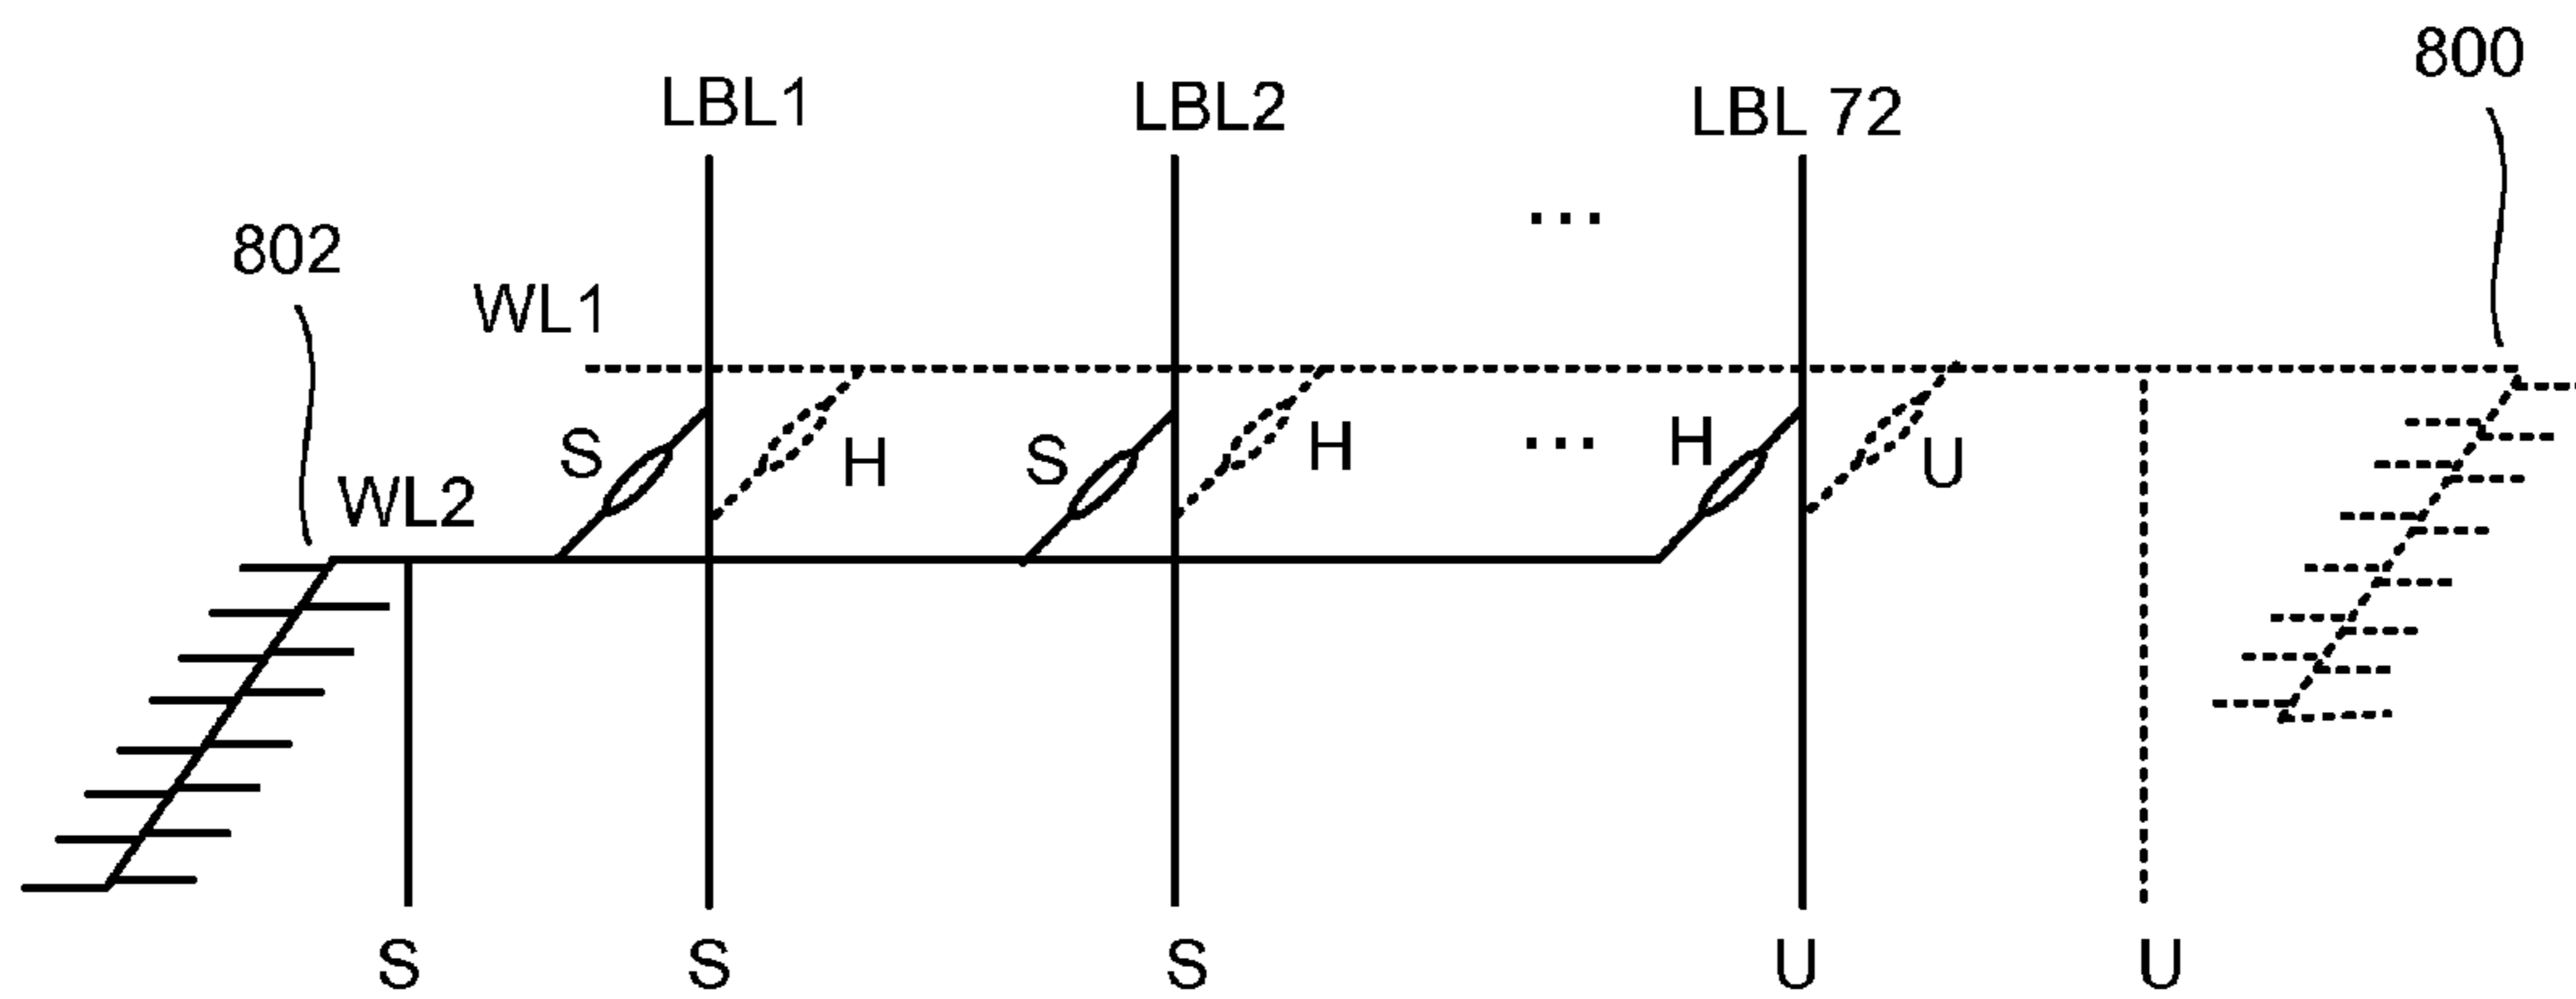 800
LBL1 LBL2 LBL 72
...
802
WL1
S H S H ... H U
WL2
S S S U U